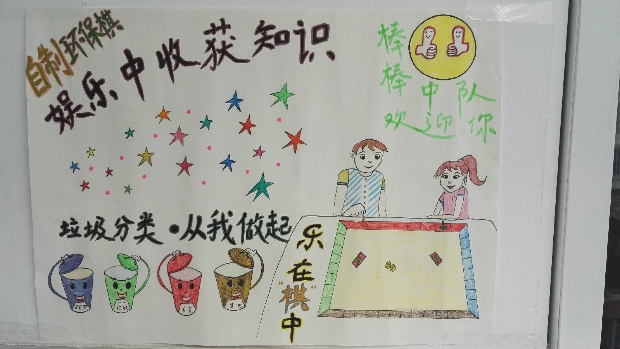 自制环保棋
娱乐中收获知识
棒棒中队
欢迎你
垃圾分类·从我做起
乐在"棋"中